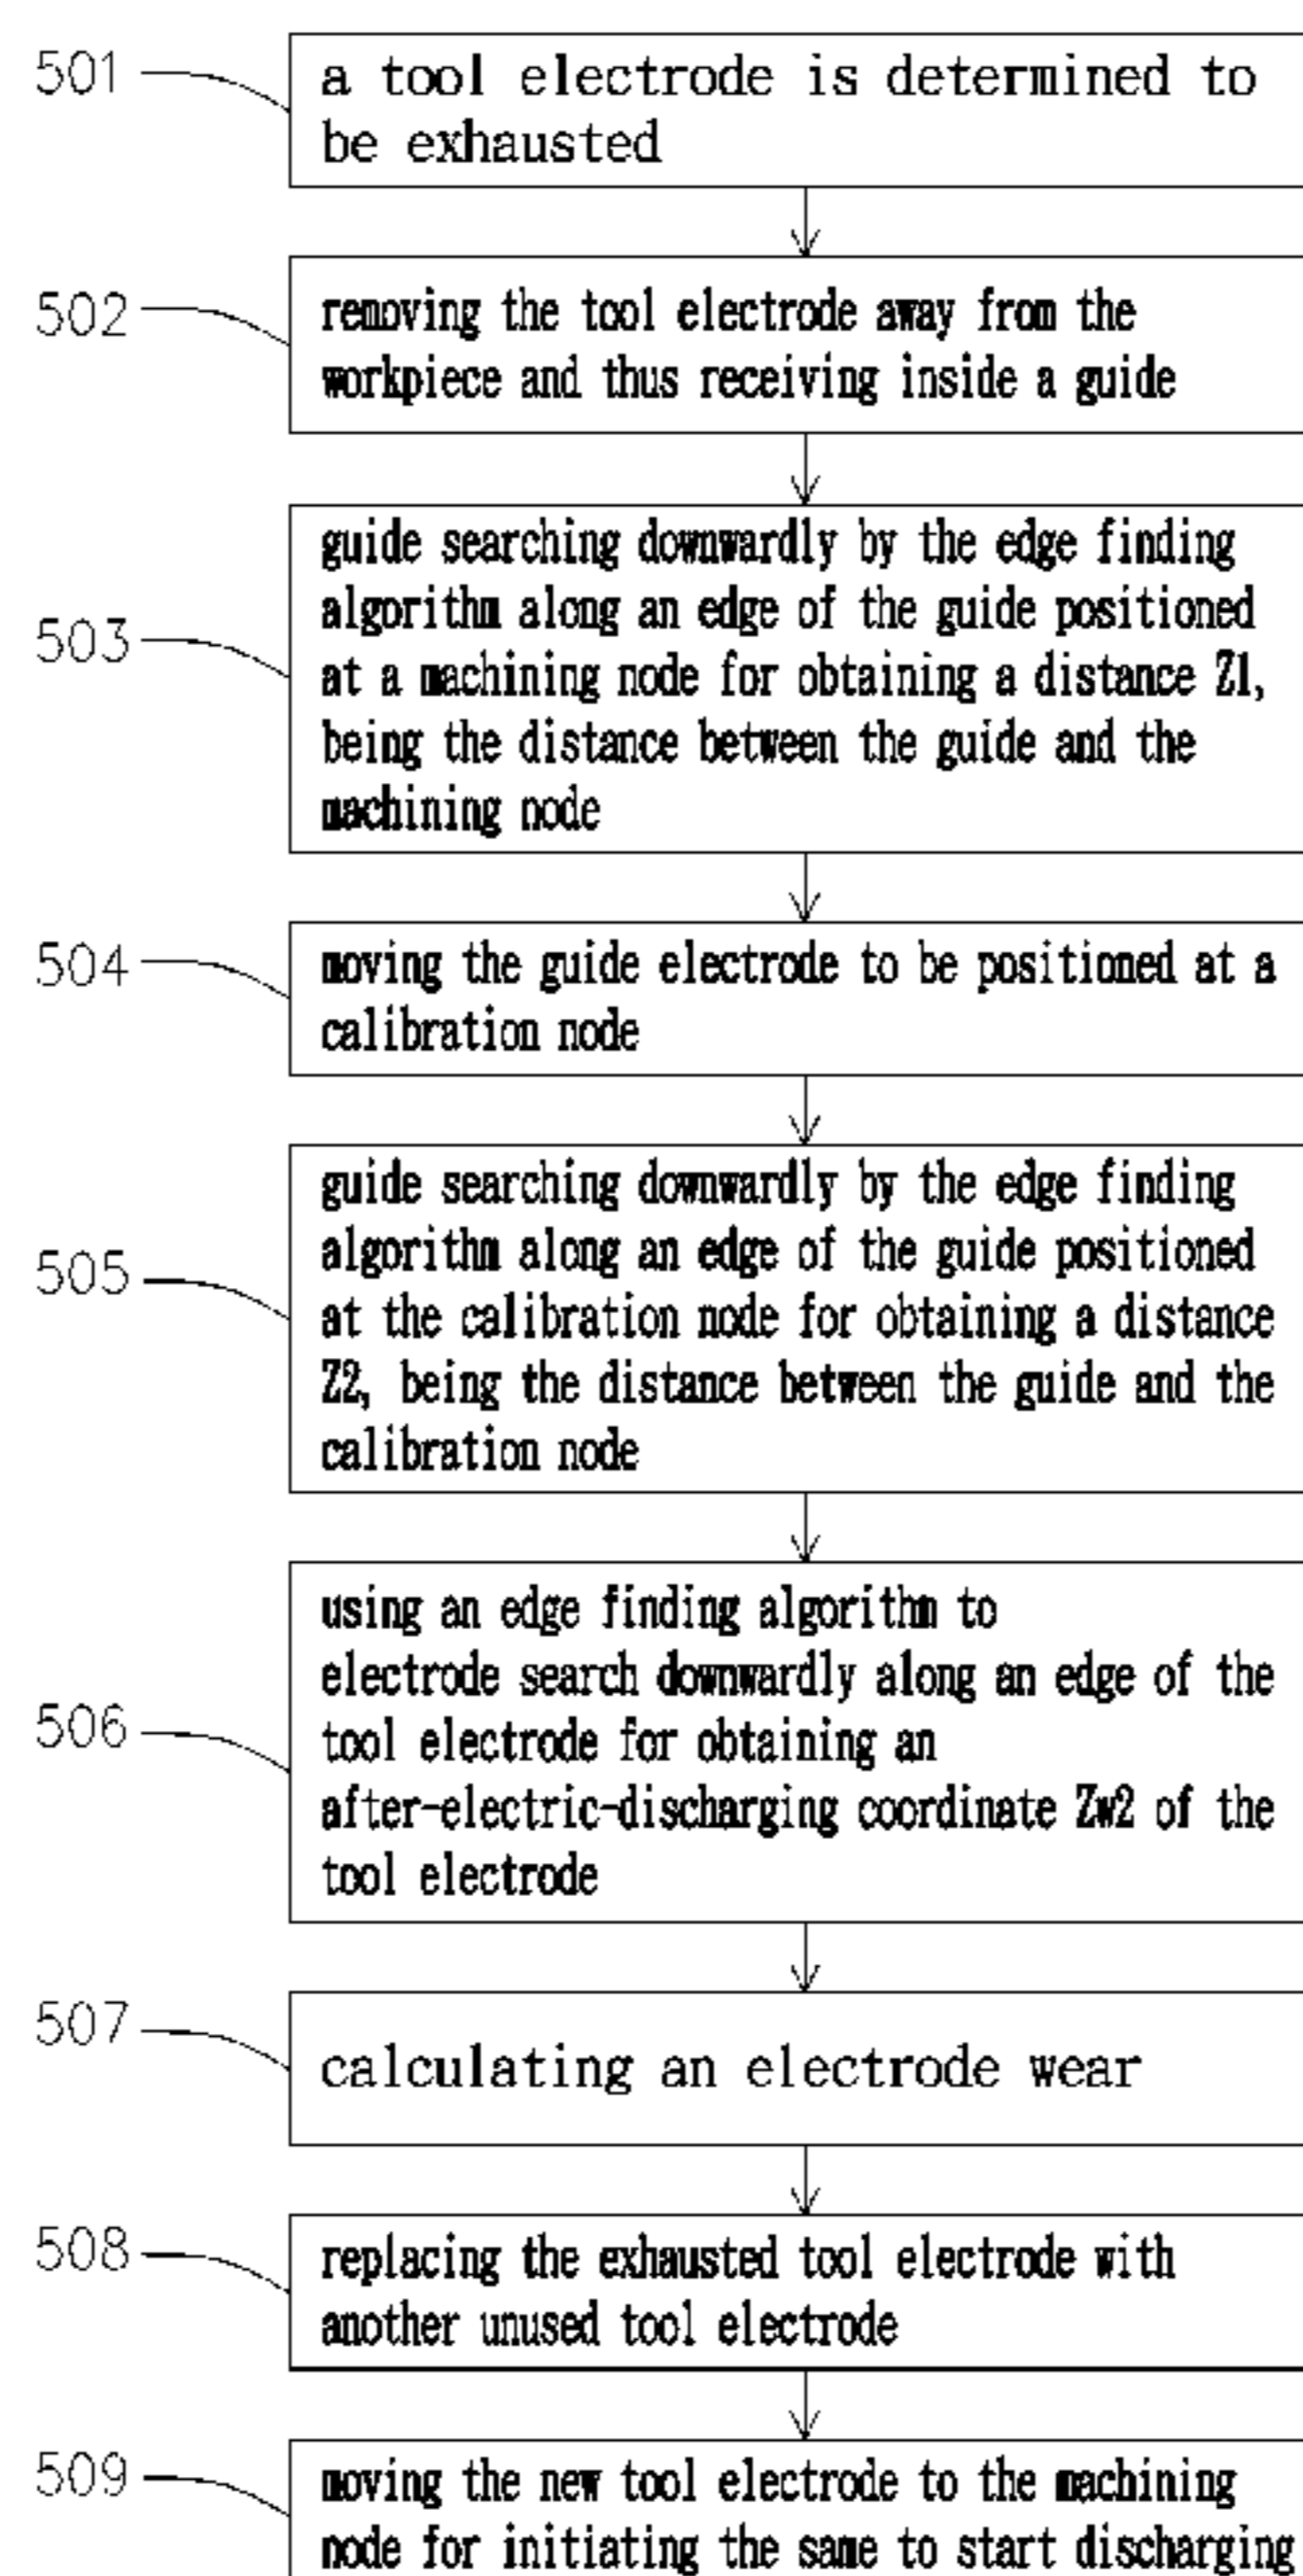 501
a tool electrode is determined to
be exhausted
502
removing the tool electrode away from the
workpiece and thus receiving inside a guide
503
guide searching downwardly by the edge finding
algorithm along an edge of the guide positioned
at a machining node for obtaining a distance Z1,
being the distance between the guide and the
machining node
504
moving the guide electrode to be positioned at a
calibration node
505
guide searching downwardly by the edge finding
algorithm along an edge of the guide positioned
at the calibration node for obtaining a distance
Z2, being the distance between the guide and the
calibration node
506
using an edge finding algorithm to
electrode search downwardly along an edge of the
tool electrode for obtaining an
after-electric-discharging coordinate Zw2 of the
tool electrode
507
calculating an electrode wear
508
replacing the exhausted tool electrode with
another unused tool electrode
509
moving the new tool electrode to the machining
node for initiating the same to start discharging